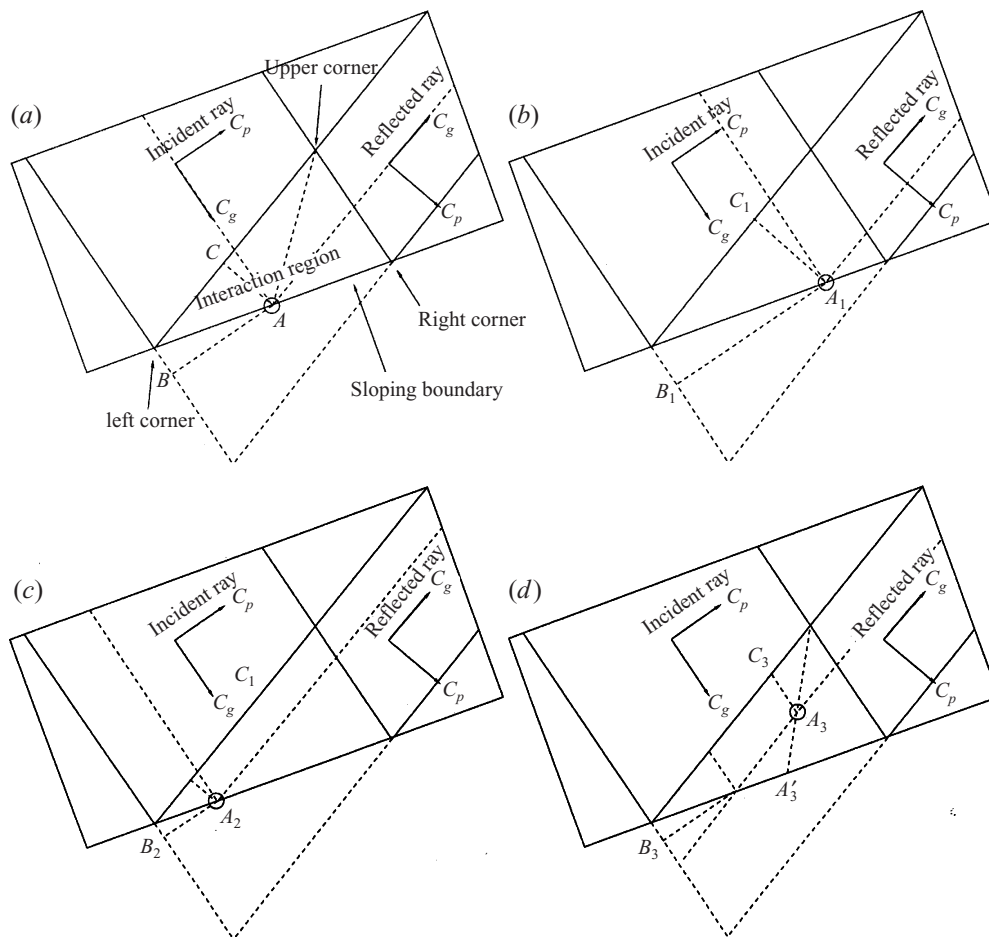 (a)
Upper corner
Incident ray
C_p
Reflected ray
C_g
C_g
C
C_p
Interaction region
A
Right corner
B
Sloping boundary
left corner
(b)
Incident ray
C_p
Reflected ray
C_g
C_1
C_g
C_p
A_1
B_1
(c)
Incident ray
C_p
Reflected ray
C_g
C_1
C_g
C_p
A_2
B_2
(d)
Incident ray
C_p
Reflected ray
C_g
C_3
C_g
C_p
A_3
A_3′
B_3